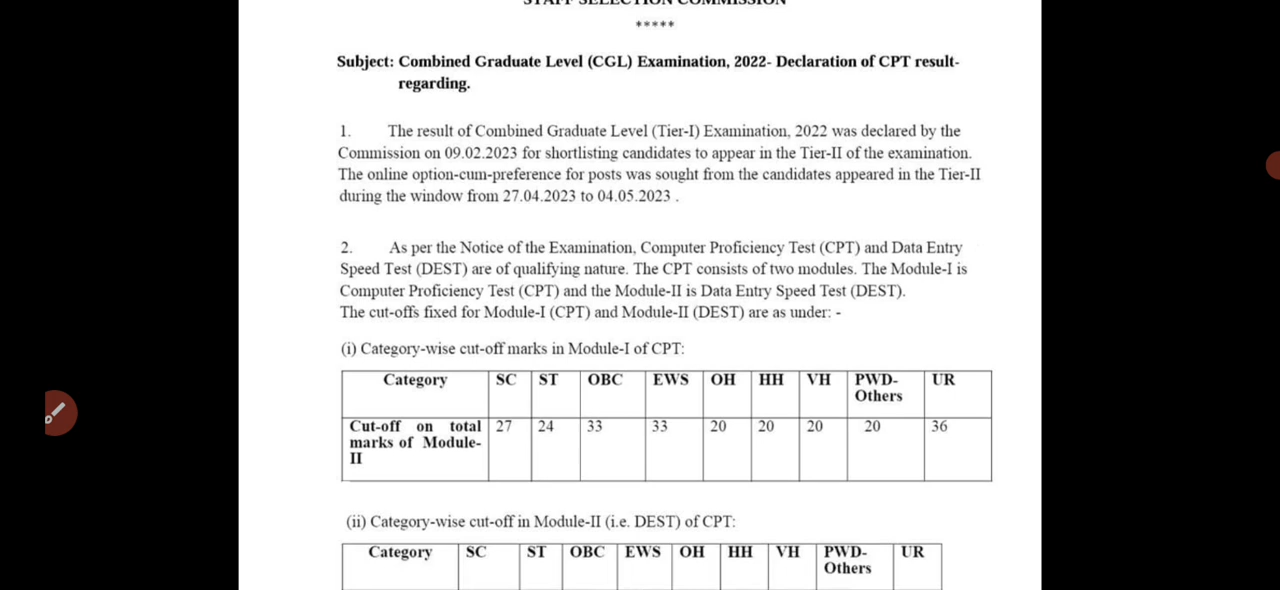 STAFF SELECTION COMMISSION
*****
Subject: Combined Graduate Level (CGL) Examination, 2022- Declaration of CPT result-
regarding.
1. The result of Combined Graduate Level (Tier-I) Examination, 2022 was declared by the
Commission on 09.02.2023 for shortlisting candidates to appear in the Tier-II of the examination.
The online option-cum-preference for posts was sought from the candidates appeared in the Tier-II
during the window from 27.04.2023 to 04.05.2023 .
2. As per the Notice of the Examination, Computer Proficiency Test (CPT) and Data Entry
Speed Test (DEST) are of qualifying nature. The CPT consists of two modules. The Module-I is
Computer Proficiency Test (CPT) and the Module-II is Data Entry Speed Test (DEST).
The cut-offs fixed for Module-I (CPT) and Module-II (DEST) are as under: -
(i) Category-wise cut-off marks in Module-I of CPT:
Category SC ST OBC EWS OH HH VH PWD- UR
Others
Cut-off on total 27 24 33 33 20 20 20 20 36
marks of Module-
II
(ii) Category-wise cut-off in Module-II (i.e. DEST) of CPT:
Category SC ST OBC EWS OH HH VH PWD- UR
Others